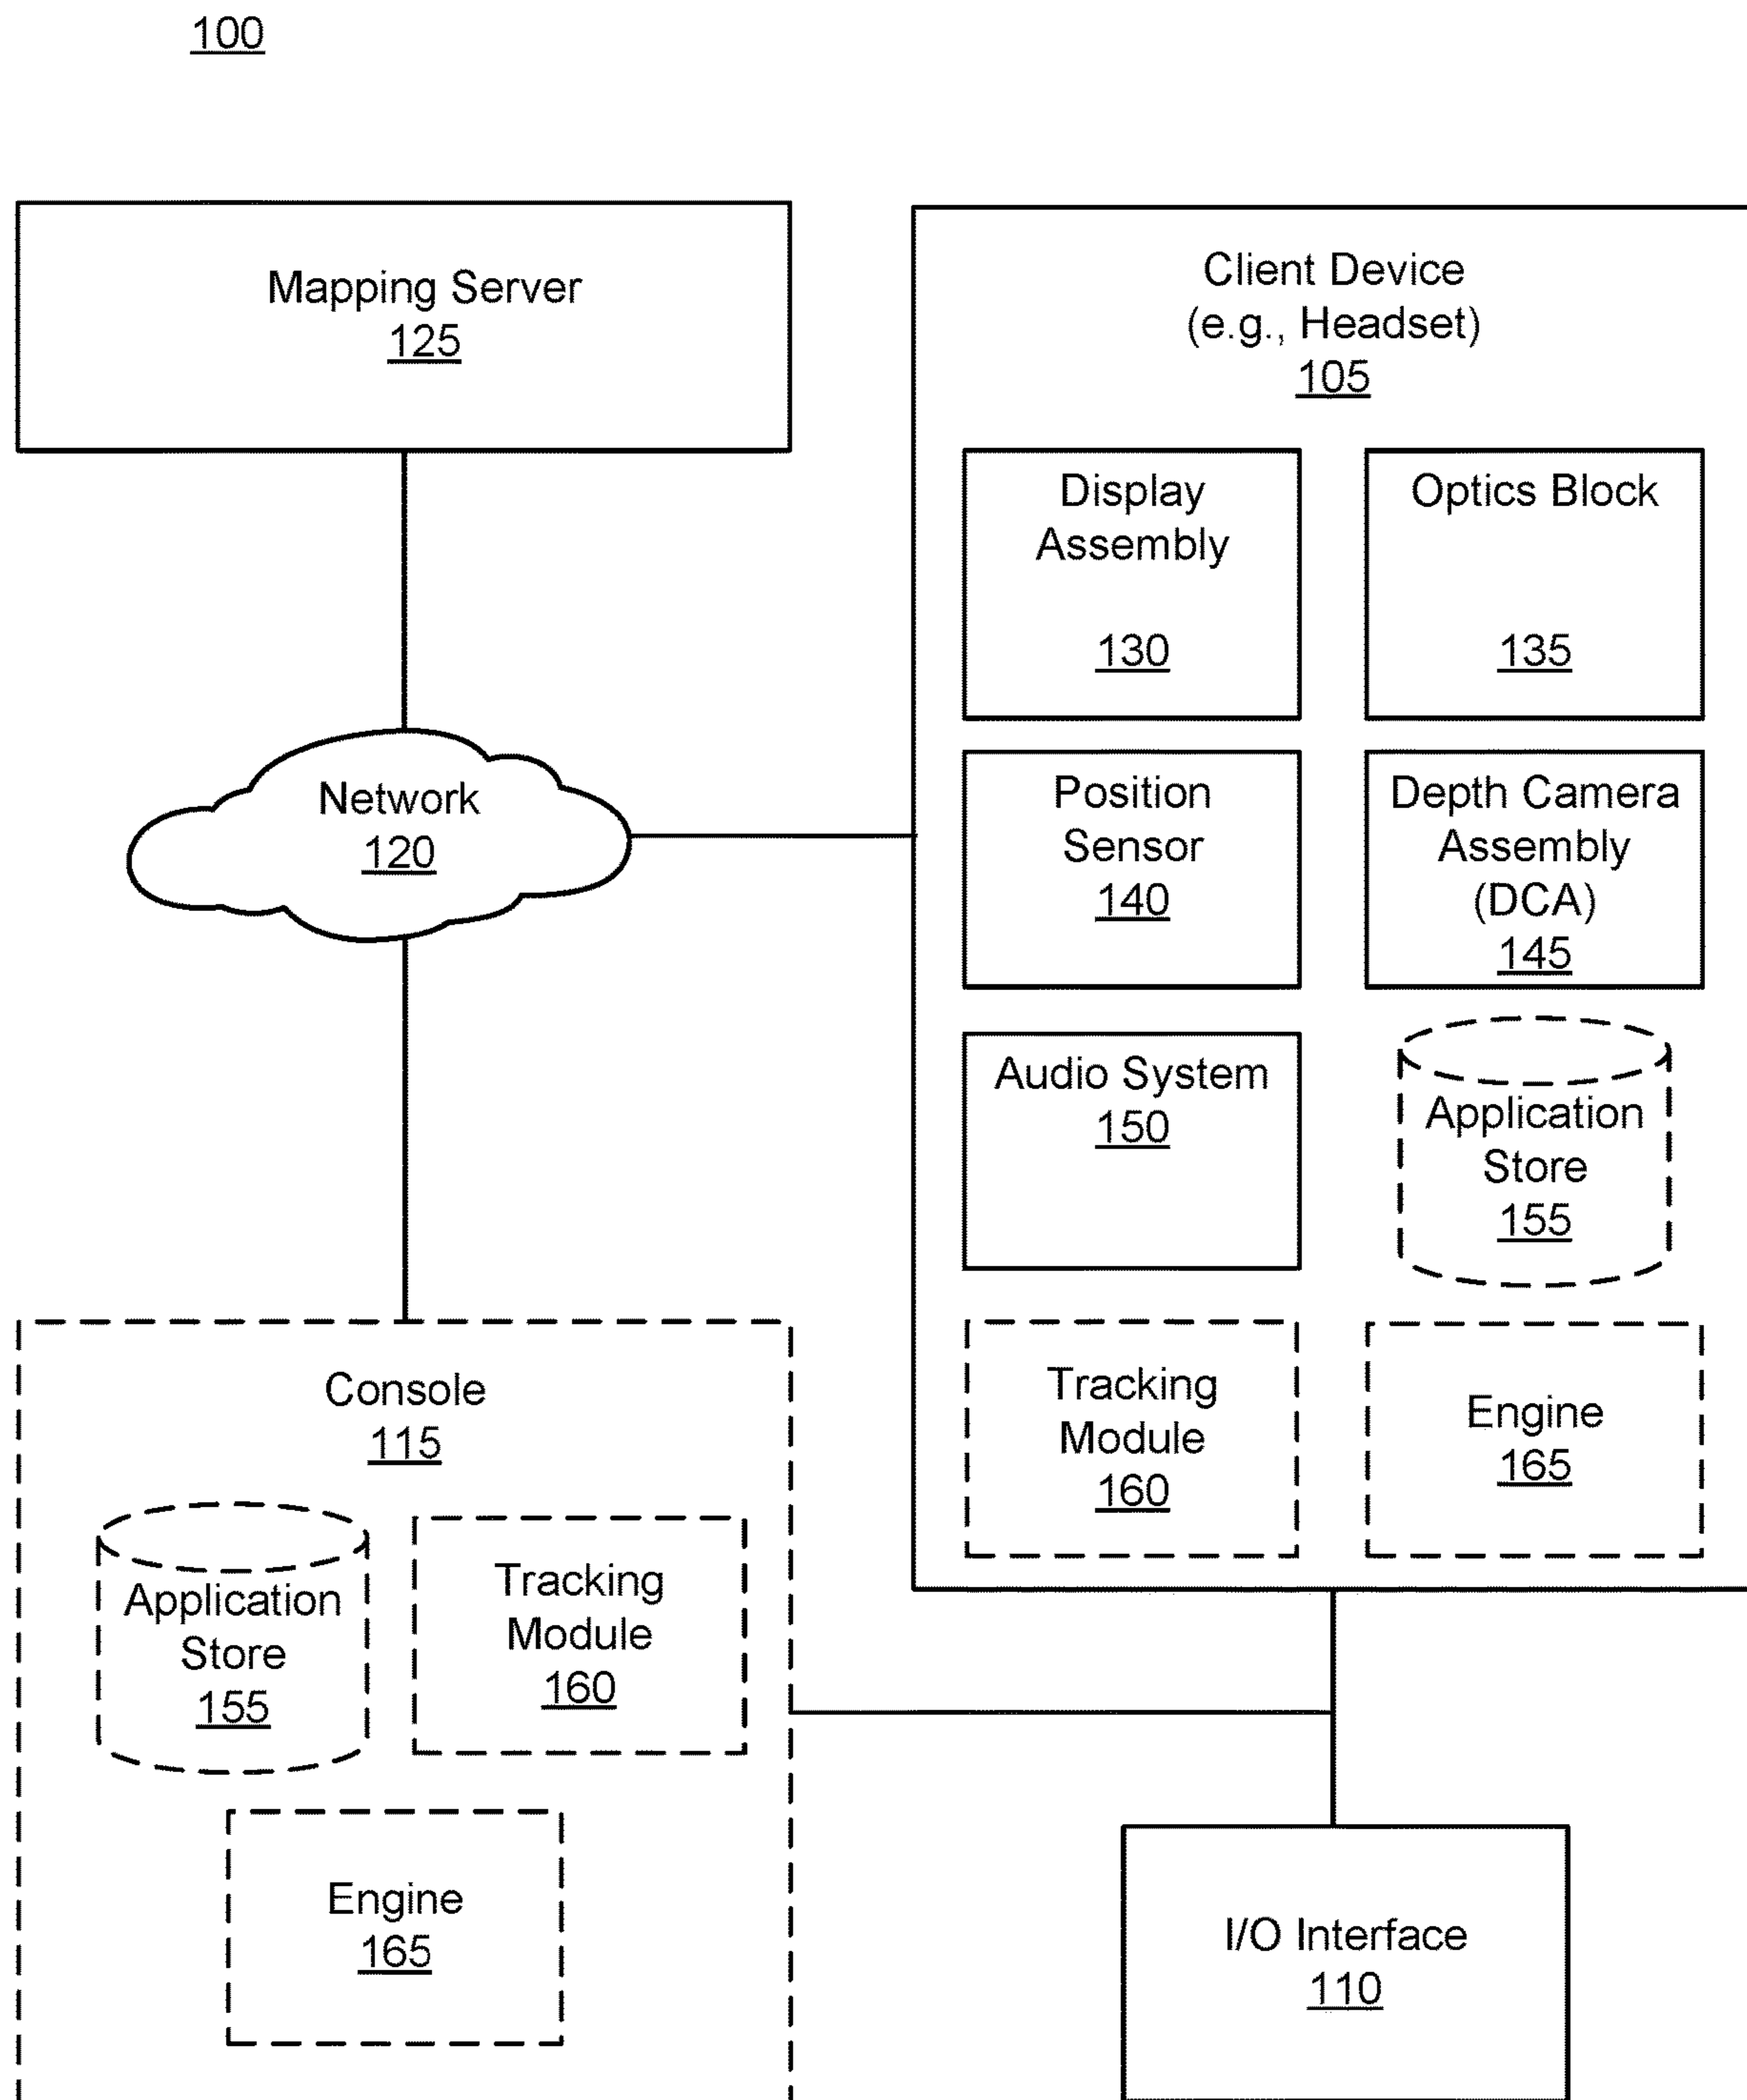 100
Mapping Server
125
Client Device
(e.g., Headset)
105
Display
Assembly
130
Optics Block
135
Network
120
Position
Sensor
140
Depth Camera
Assembly
(DCA)
145
Audio System
150
Application
Store
155
Tracking
Module
160
Engine
165
Console
115
Application
Store
155
Tracking
Module
160
Engine
165
I/O Interface
110